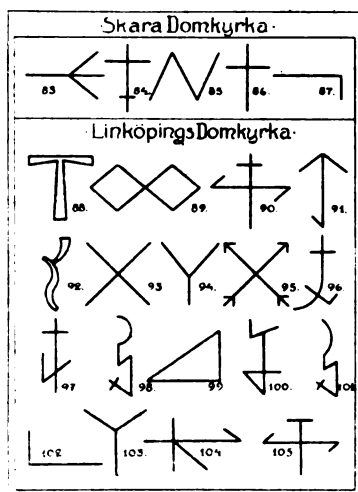 ·Skara Domkyrka·
83. 84. 85. 86. 87.
·Linköpings Domkyrka·
88. 89. 90. 91.
92. 93 94. 95. 96.
97 98. 99 100. 101.
102. 103. 104 105